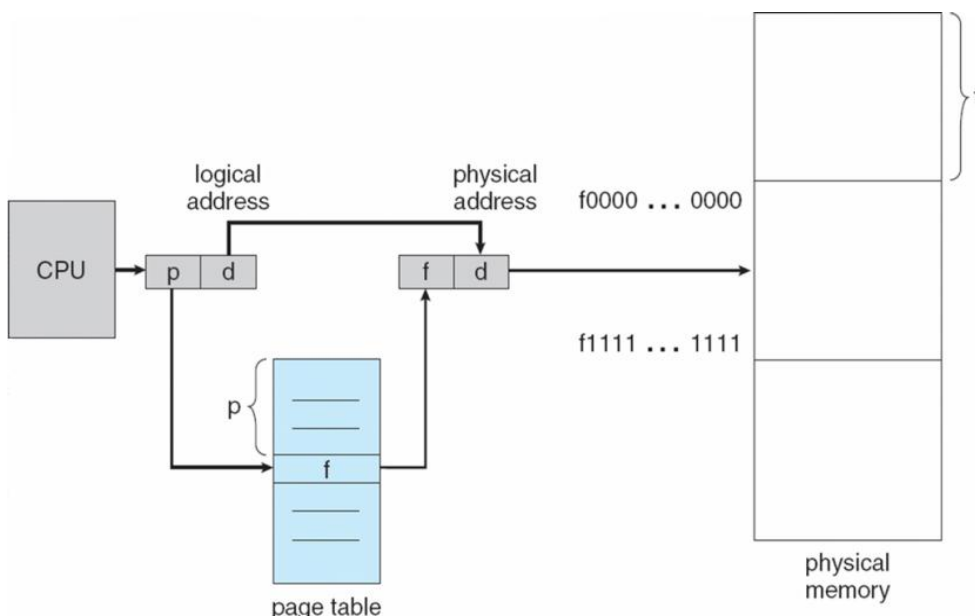 logical
address
physical
address
f0000 ... 0000
CPU
p
d
f
d
f1111 ... 1111
p
f
page table
physical
memory